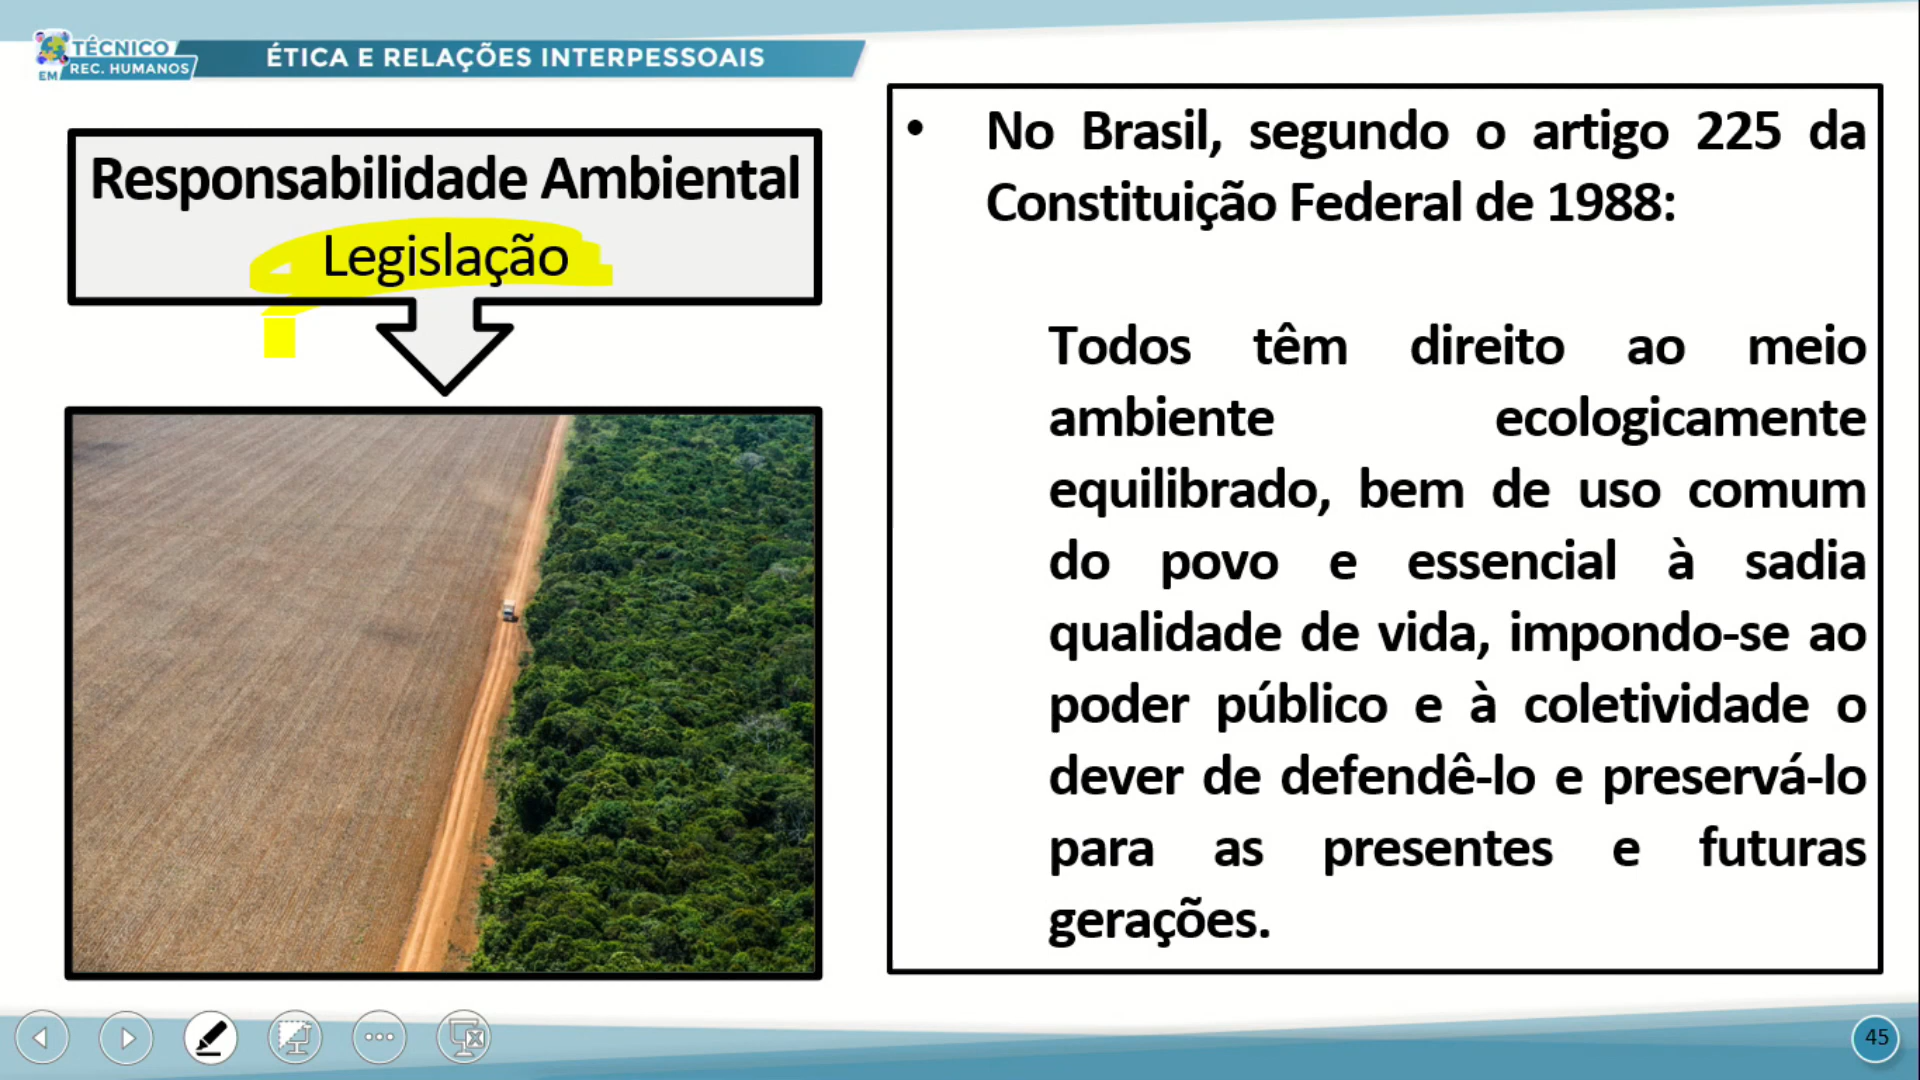 TÉCNICO
EM REC. HUMANOS
ÉTICA E RELAÇÕES INTERPESSOAIS
Responsabilidade Ambiental
Legislação
• No Brasil, segundo o artigo 225 da
Constituição Federal de 1988:
Todos têm direito ao meio
ambiente ecologicamente
equilibrado, bem de uso comum
do povo e essencial à sadia
qualidade de vida, impondo-se ao
poder público e à coletividade o
dever de defendê-lo e preservá-lo
para as presentes e futuras
gerações.
45